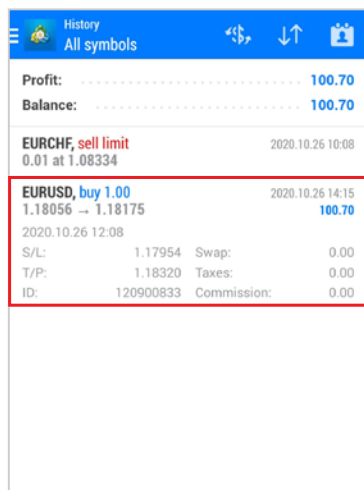 History
All symbols
Profit: 100.70
Balance: 100.70
EURCHF, sell limit 2020.10.26 10:08
0.01 at 1.08334
EURUSD, buy 1.00 2020.10.26 14:15
1.18056 → 1.18175 100.70
2020.10.26 12:08
S/L: 1.17954 Swap: 0.00
T/P: 1.18320 Taxes: 0.00
ID: 120900833 Commission: 0.00